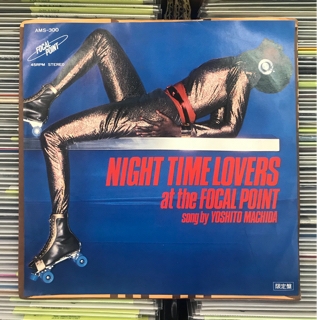 AMS-300
FOCAL
POINT
45RPM STEREO
NIGHT TIME LOVERS
at the FOCAL POINT
sung by YOSHITO MACHIDA
限定盤